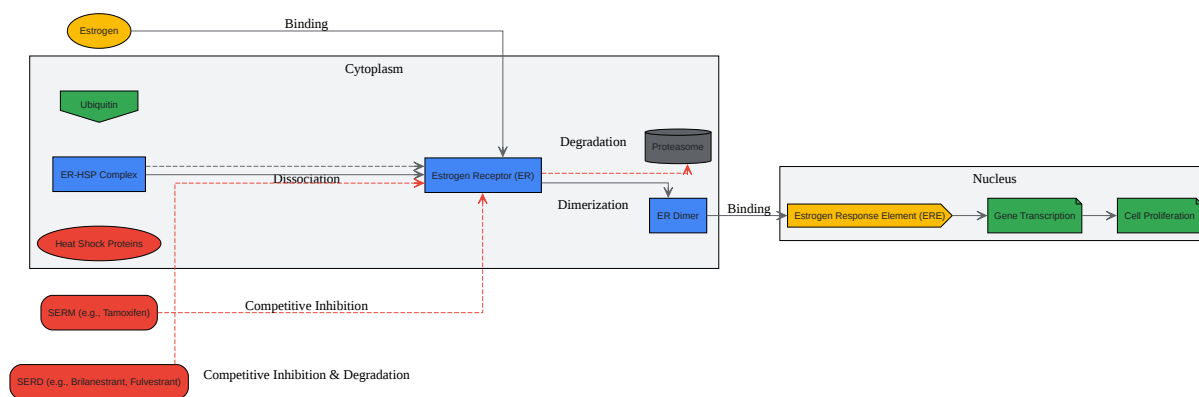 Estrogen
Binding
Cytoplasm
Ubiquitin
Degradation
Proteasome
ER-HSP Complex
Dissociation
Estrogen Receptor (ER)
Dimerization
ER Dimer
Binding
Nucleus
Estrogen Response Element (ERE)
Gene Transcription
Cell Proliferation
Heat Shock Proteins
SERM (e.g., Tamoxifen)
Competitive Inhibition
SERD (e.g., Brilanestrant, Fulvestrant)
Competitive Inhibition & Degradation